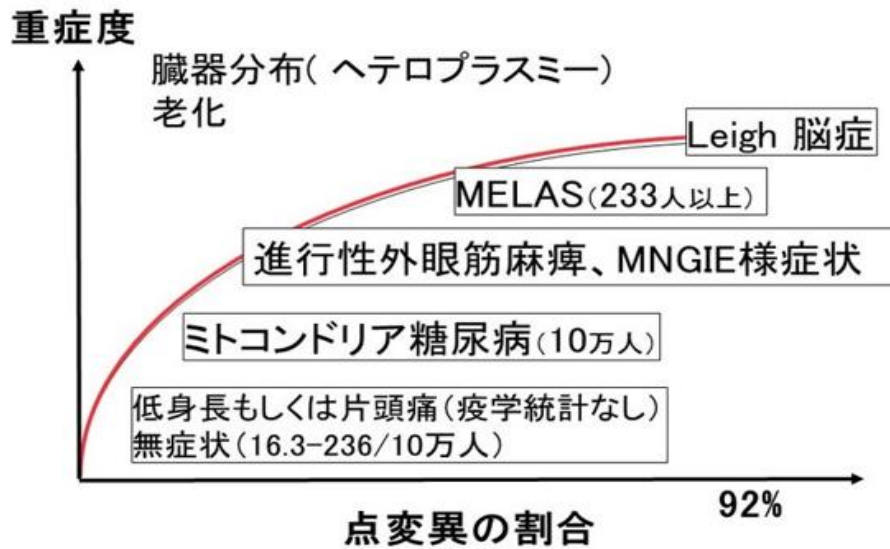 重症度
臓器分布( ヘテロプラスミー)
老化
Leigh 脳症
MELAS(233人以上)
進行性外眼筋麻痺、MNGIE様症状
ミトコンドリア糖尿病(10万人)
低身長もしくは片頭痛(疫学統計なし)
無症状(16.3-236/10万人)
92%
点変異の割合